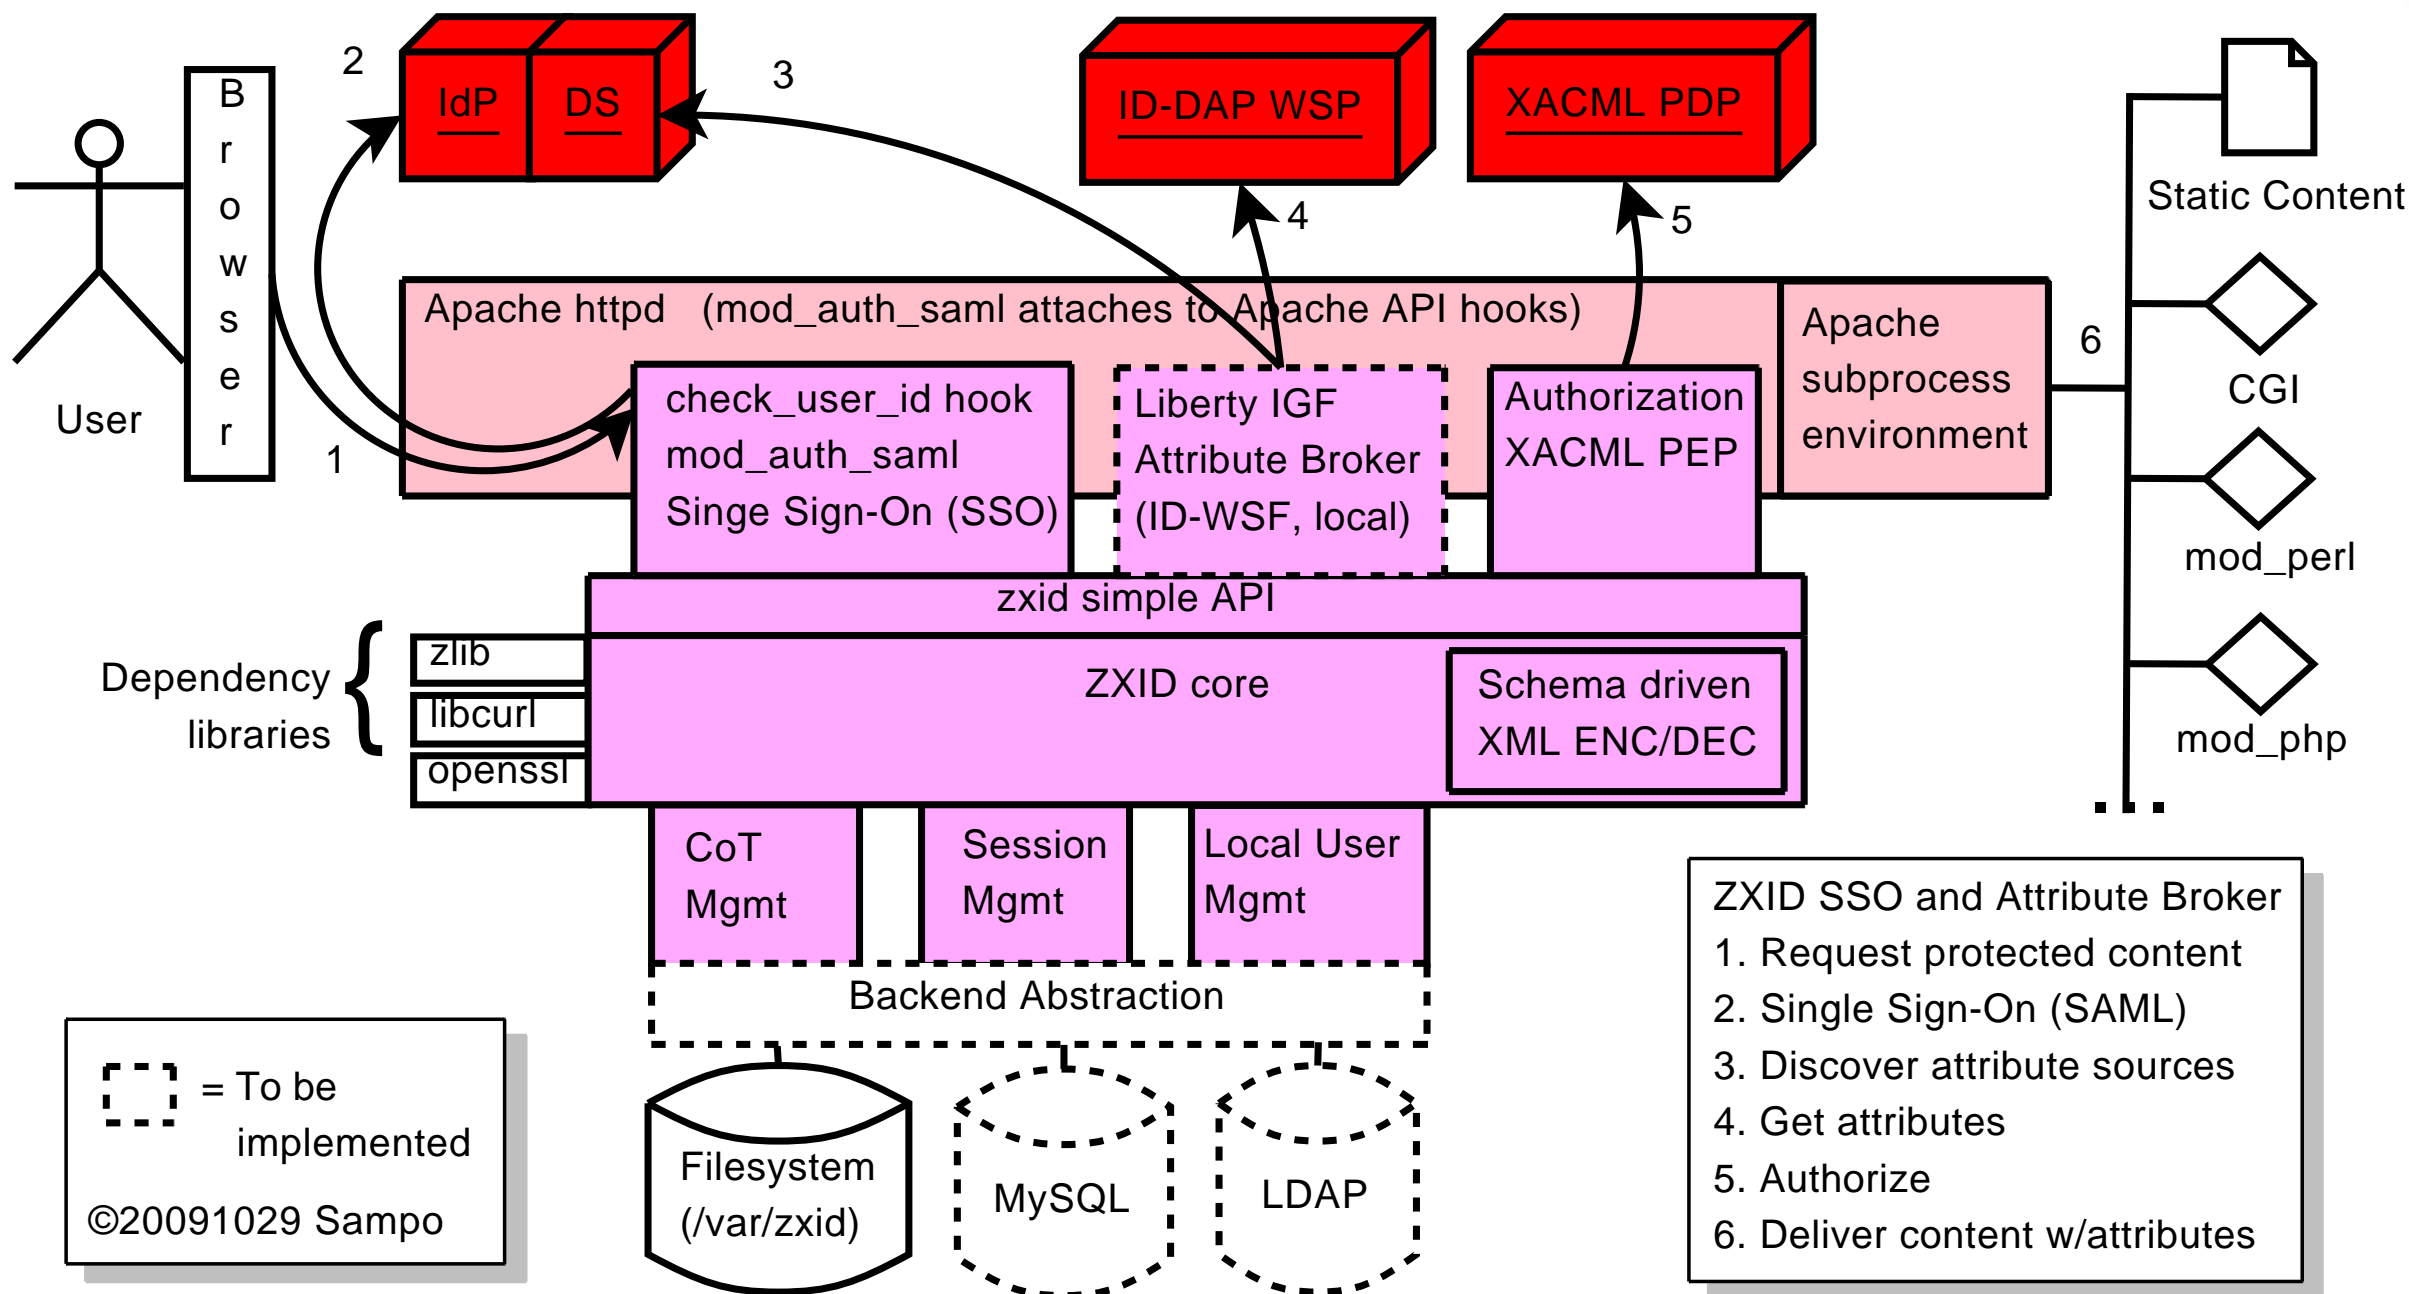 Browser
User
1
2
IdP
DS
3
ID-DAP WSP
4
XACML PDP
5
Apache httpd (mod_auth_saml attaches to Apache API hooks)
check_user_id hook
mod_auth_saml
Singe Sign-On (SSO)
Liberty IGF
Attribute Broker
(ID-WSF, local)
Authorization
XACML PEP
Apache
subprocess
environment
6
Static Content
CGI
mod_perl
mod_php
zxid simple API
Dependency
libraries
{
zlib
libcurl
openssl
ZXID core
Schema driven
XML ENC/DEC
CoT
Mgmt
Session
Mgmt
Local User
Mgmt
Backend Abstraction
Filesystem
(/var/zxid)
MySQL
LDAP
= To be
implemented
©20091029 Sampo
ZXID SSO and Attribute Broker
1. Request protected content
2. Single Sign-On (SAML)
3. Discover attribute sources
4. Get attributes
5. Authorize
6. Deliver content w/attributes